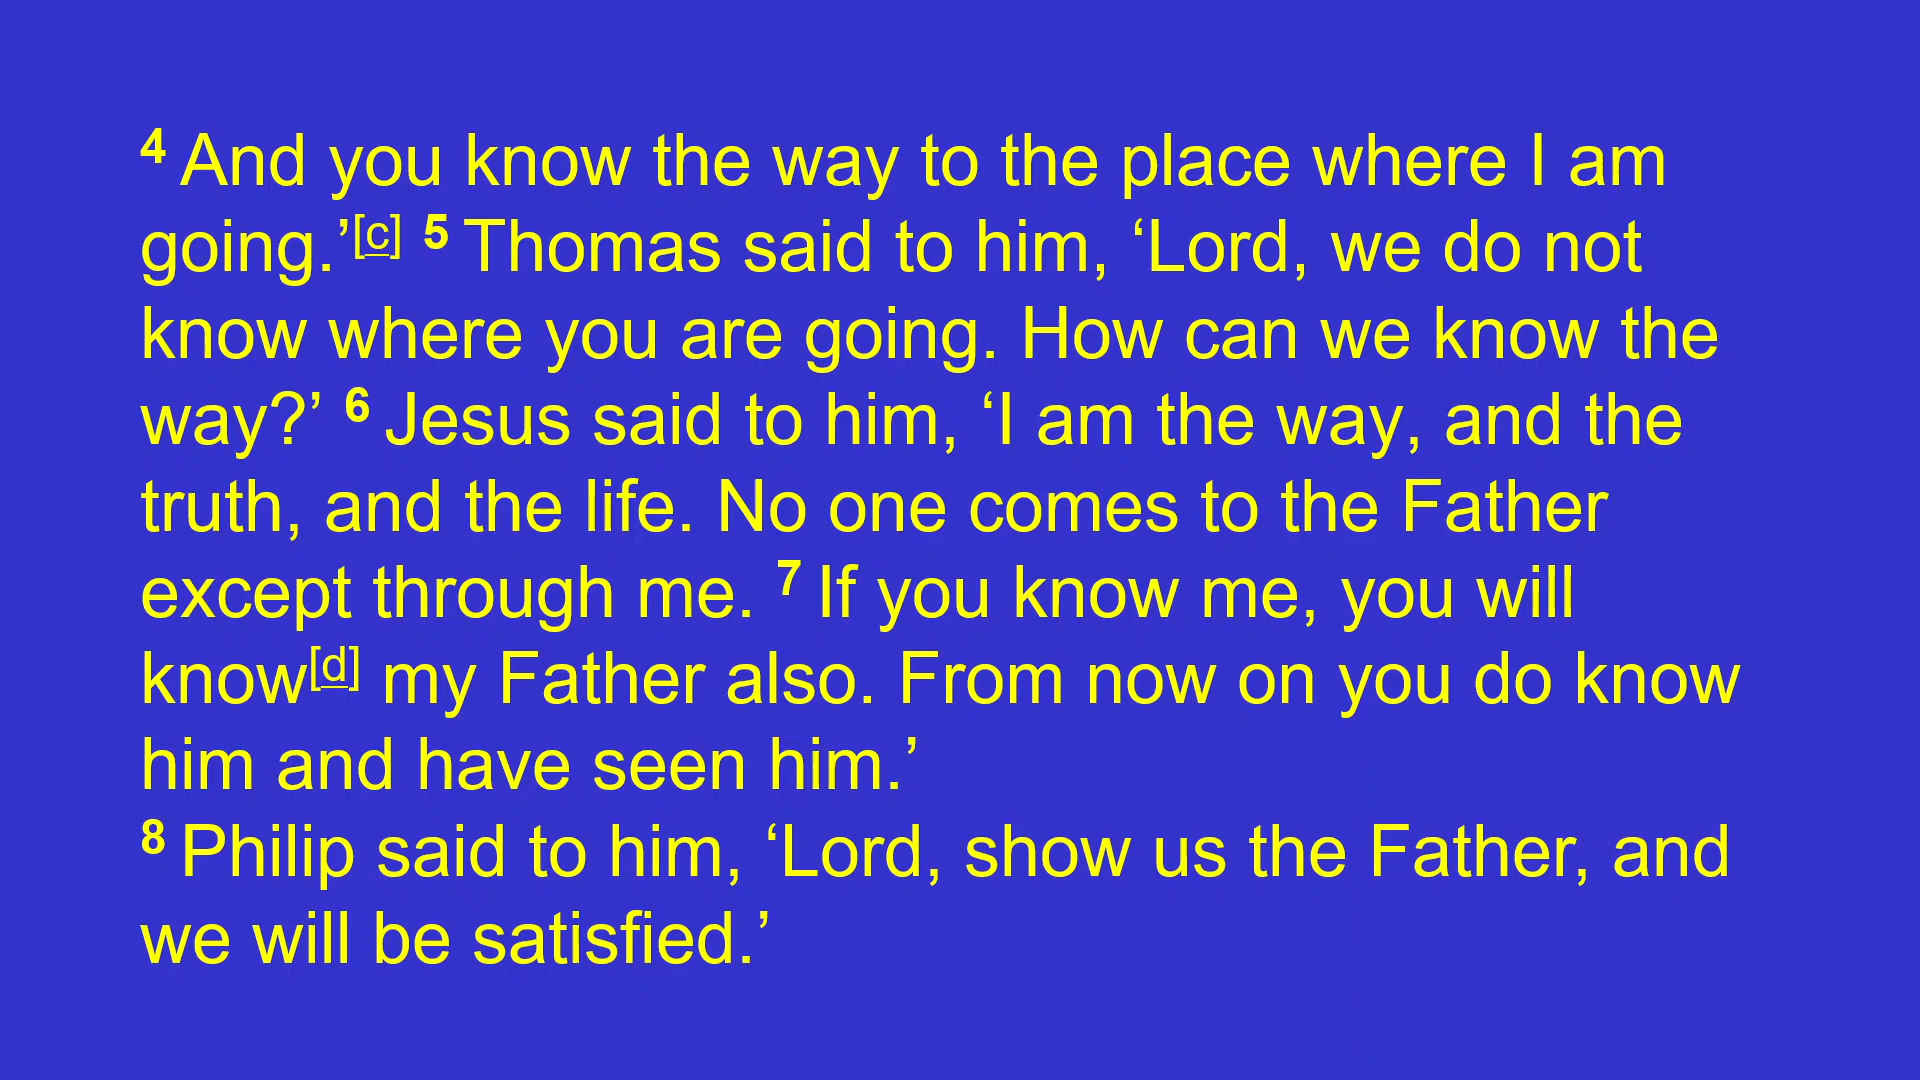 4 And you know the way to the place where I am
going.’[c] 5 Thomas said to him, ‘Lord, we do not
know where you are going. How can we know the
way?’ 6 Jesus said to him, ‘I am the way, and the
truth, and the life. No one comes to the Father
except through me. 7 If you know me, you will
know[d] my Father also. From now on you do know
him and have seen him.’
8 Philip said to him, ‘Lord, show us the Father, and
we will be satisfied.’